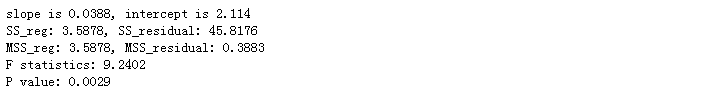 slope is 0.0388, intercept is 2.114
SS_reg: 3.5878, SS_residual: 45.8176
MSS_reg: 3.5878, MSS_residual: 0.3883
F statistics: 9.2402
P value: 0.0029